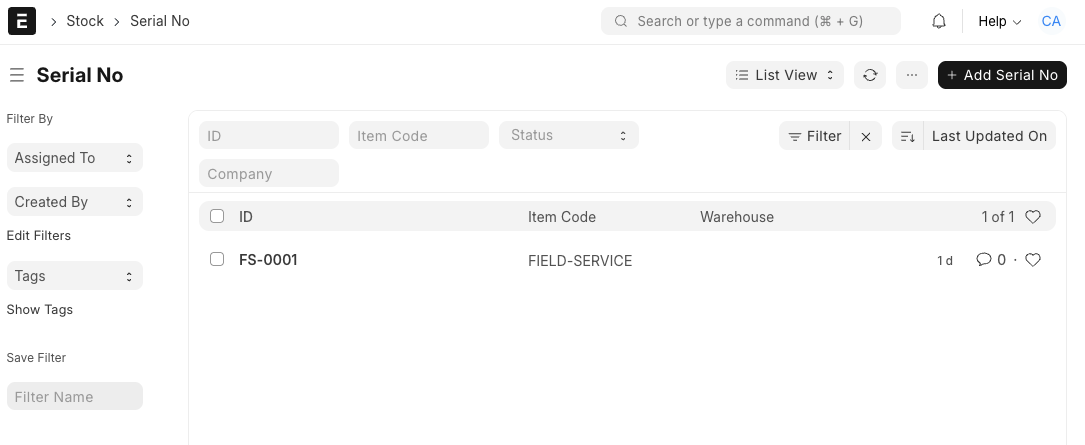 E
Stock
Serial No
Search or type a command (⌘ + G)
Help
CA
Serial No
List View
···
+ Add Serial No
Filter By
Assigned To
Created By
Edit Filters
Tags
Show Tags
Save Filter
Filter Name
ID
Item Code
Status
Filter
Last Updated On
Company
ID
Item Code
Warehouse
1 of 1
FS-0001
FIELD-SERVICE
1 d
0 ·